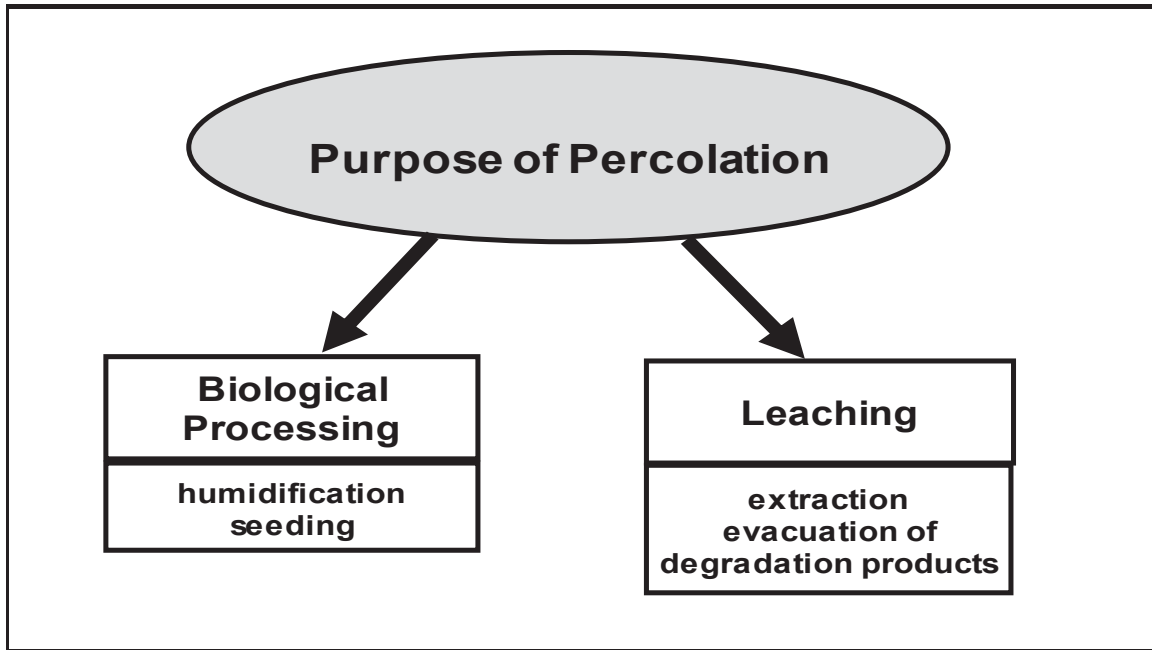 Purpose of Percolation
Biological
Processing
humidification
seeding
Leaching
extraction
evacuation of
degradation products